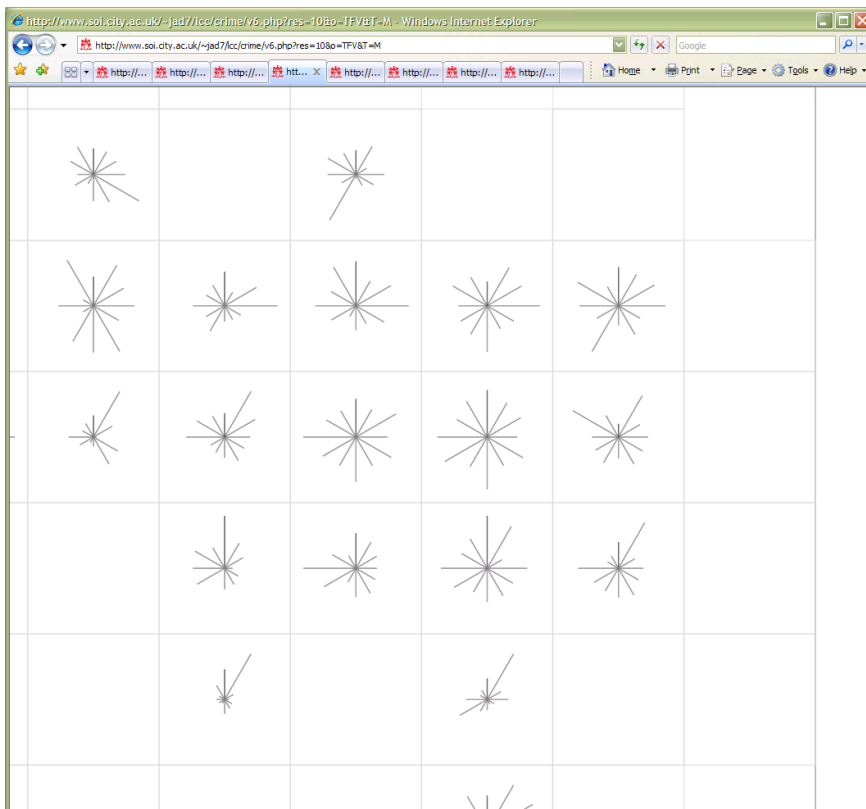 http://www.soi.city.ac.uk/~jad7/lcc/crime/v6.php?res=10&o=TFV&T=M - Windows Internet Explorer
http://www.soi.city.ac.uk/~jad7/lcc/crime/v6.php?res=10&o=TFV&T=M Google
http://... http://... http://... htt... http://... http://... http://... http://... Home Print Page Tools Help